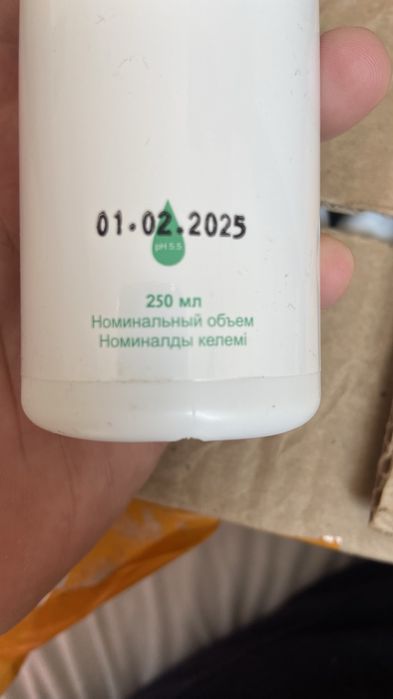 01.02.2025
pH 5.5
250 мл
Номинальный объем
Номиналды келемі